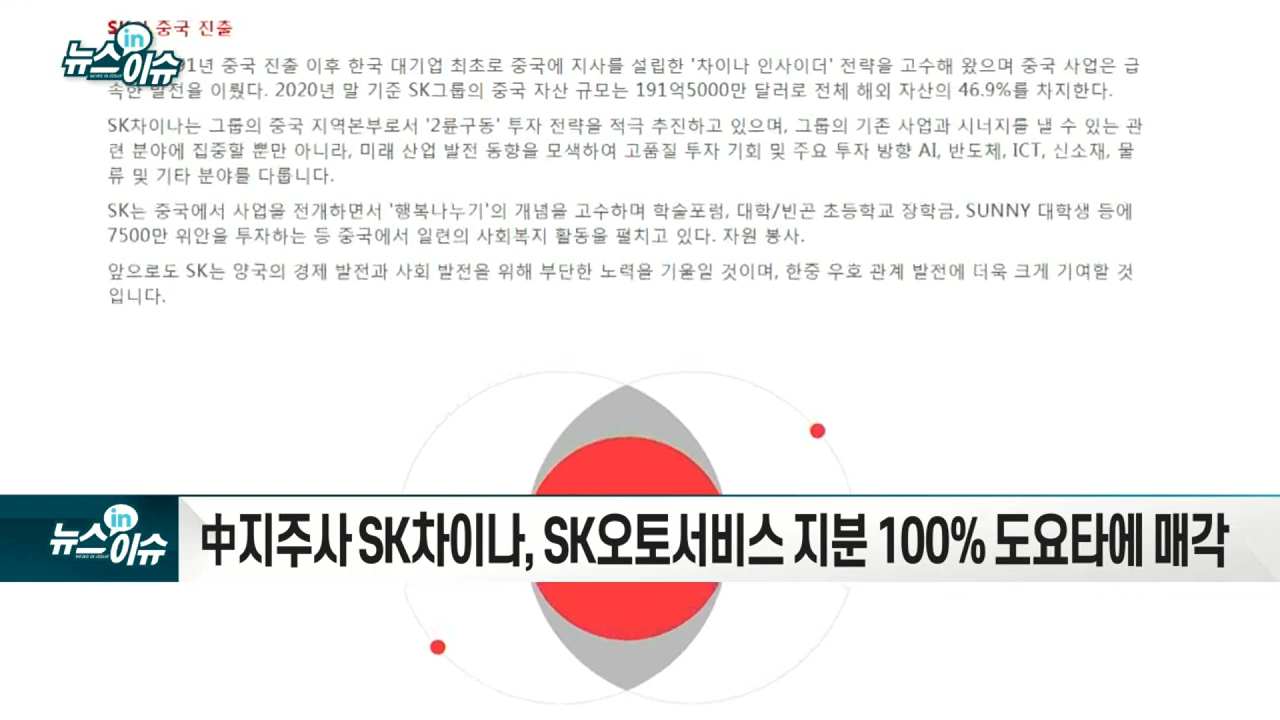 중국 진출
뉴스in이슈
NEWS IN ISSUE
91년 중국 진출 이후 한국 대기업 최초로 중국에 지사를 설립한 '차이나 인사이더' 전략을 고수해 왔으며 중국 사업은 급
속한 발전을 이뤘다. 2020년 말 기준 SK그룹의 중국 자산 규모는 191억5000만 달러로 전체 해외 자산의 46.9%를 차지한다.
SK차이나는 그룹의 중국 지역본부로서 '2륜구동' 투자 전략을 적극 추진하고 있으며, 그룹의 기존 사업과 시너지를 낼 수 있는 관
련 분야에 집중할 뿐만 아니라, 미래 산업 발전 동향을 모색하여 고품질 투자 기회 및 주요 투자 방향 AI, 반도체, ICT, 신소재, 물
류 및 기타 분야를 다룹니다.
SK는 중국에서 사업을 전개하면서 '행복나누기'의 개념을 고수하며 학술포럼, 대학/빈곤 초등학교 장학금, SUNNY 대학생 등에
7500만 위안을 투자하는 등 중국에서 일련의 사회복지 활동을 펼치고 있다. 자원 봉사.
앞으로도 SK는 양국의 경제 발전과 사회 발전을 위해 부단한 노력을 기울일 것이며, 한중 우호 관계 발전에 더욱 크게 기여할 것
입니다.
뉴스in이슈
NEWS IN ISSUE
中지주사 SK차이나, SK오토서비스 지분 100% 도요타에 매각